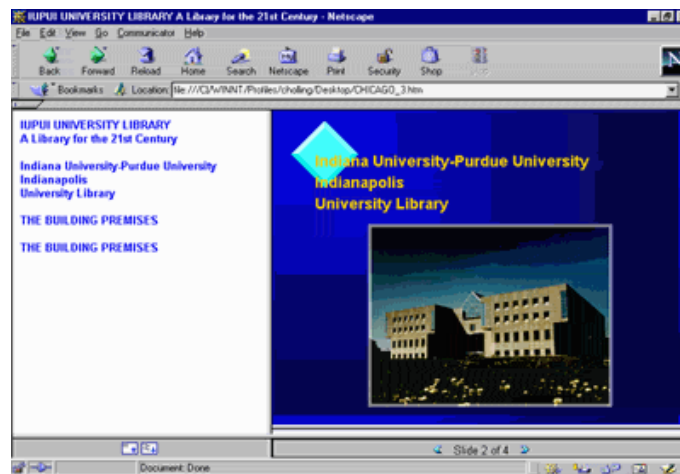 IUPUI UNIVERSITY LIBRARY A Library for the 21st Century - Netscape
File Edit View Go Communicator Help
Back Forward Reload Home Search Netscape Print Security Shop Stop
Bookmarks Location: file:///C|/WINNT/Profiles/cholling/Desktop/CHICAGO_3.htm
IUPUI UNIVERSITY LIBRARY
A Library for the 21st Century
Indiana University-Purdue University
Indianapolis
University Library
THE BUILDING PREMISES
THE BUILDING PREMISES
Indiana University-Purdue University
Indianapolis
University Library
Slide 2 of 4
Document: Done